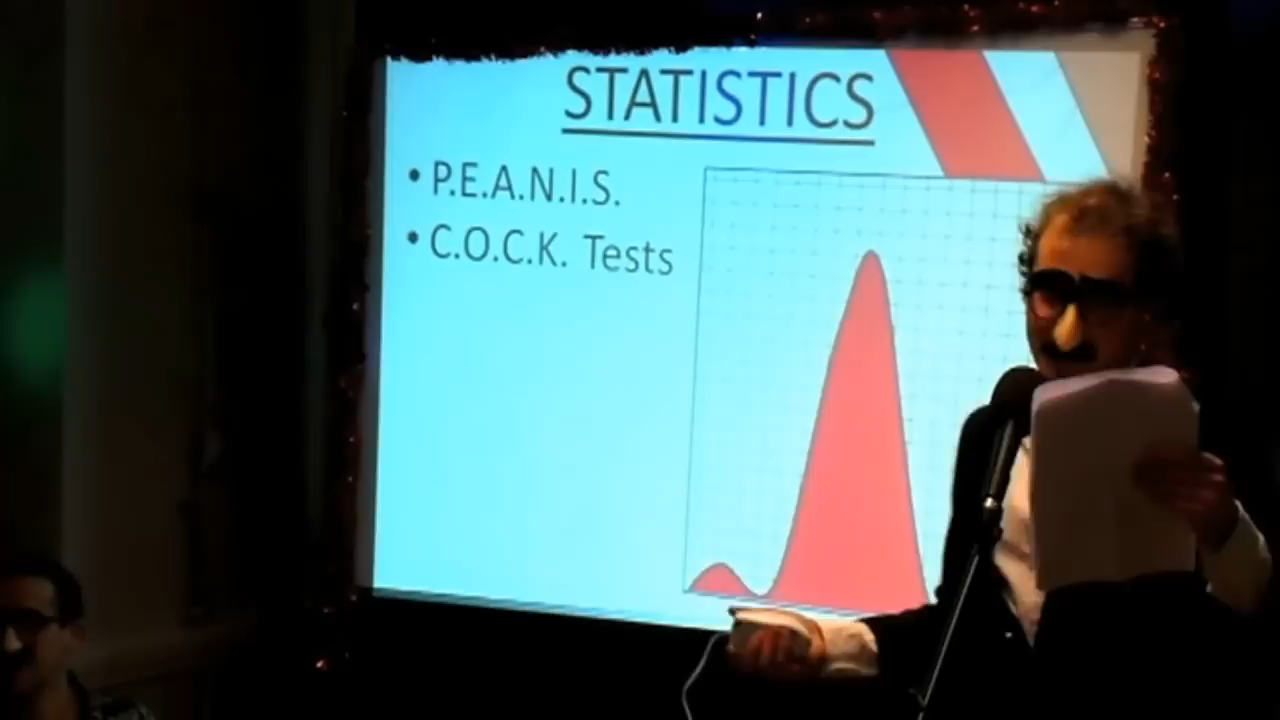 STATISTICS
• P.E.A.N.I.S.
• C.O.C.K. Tests